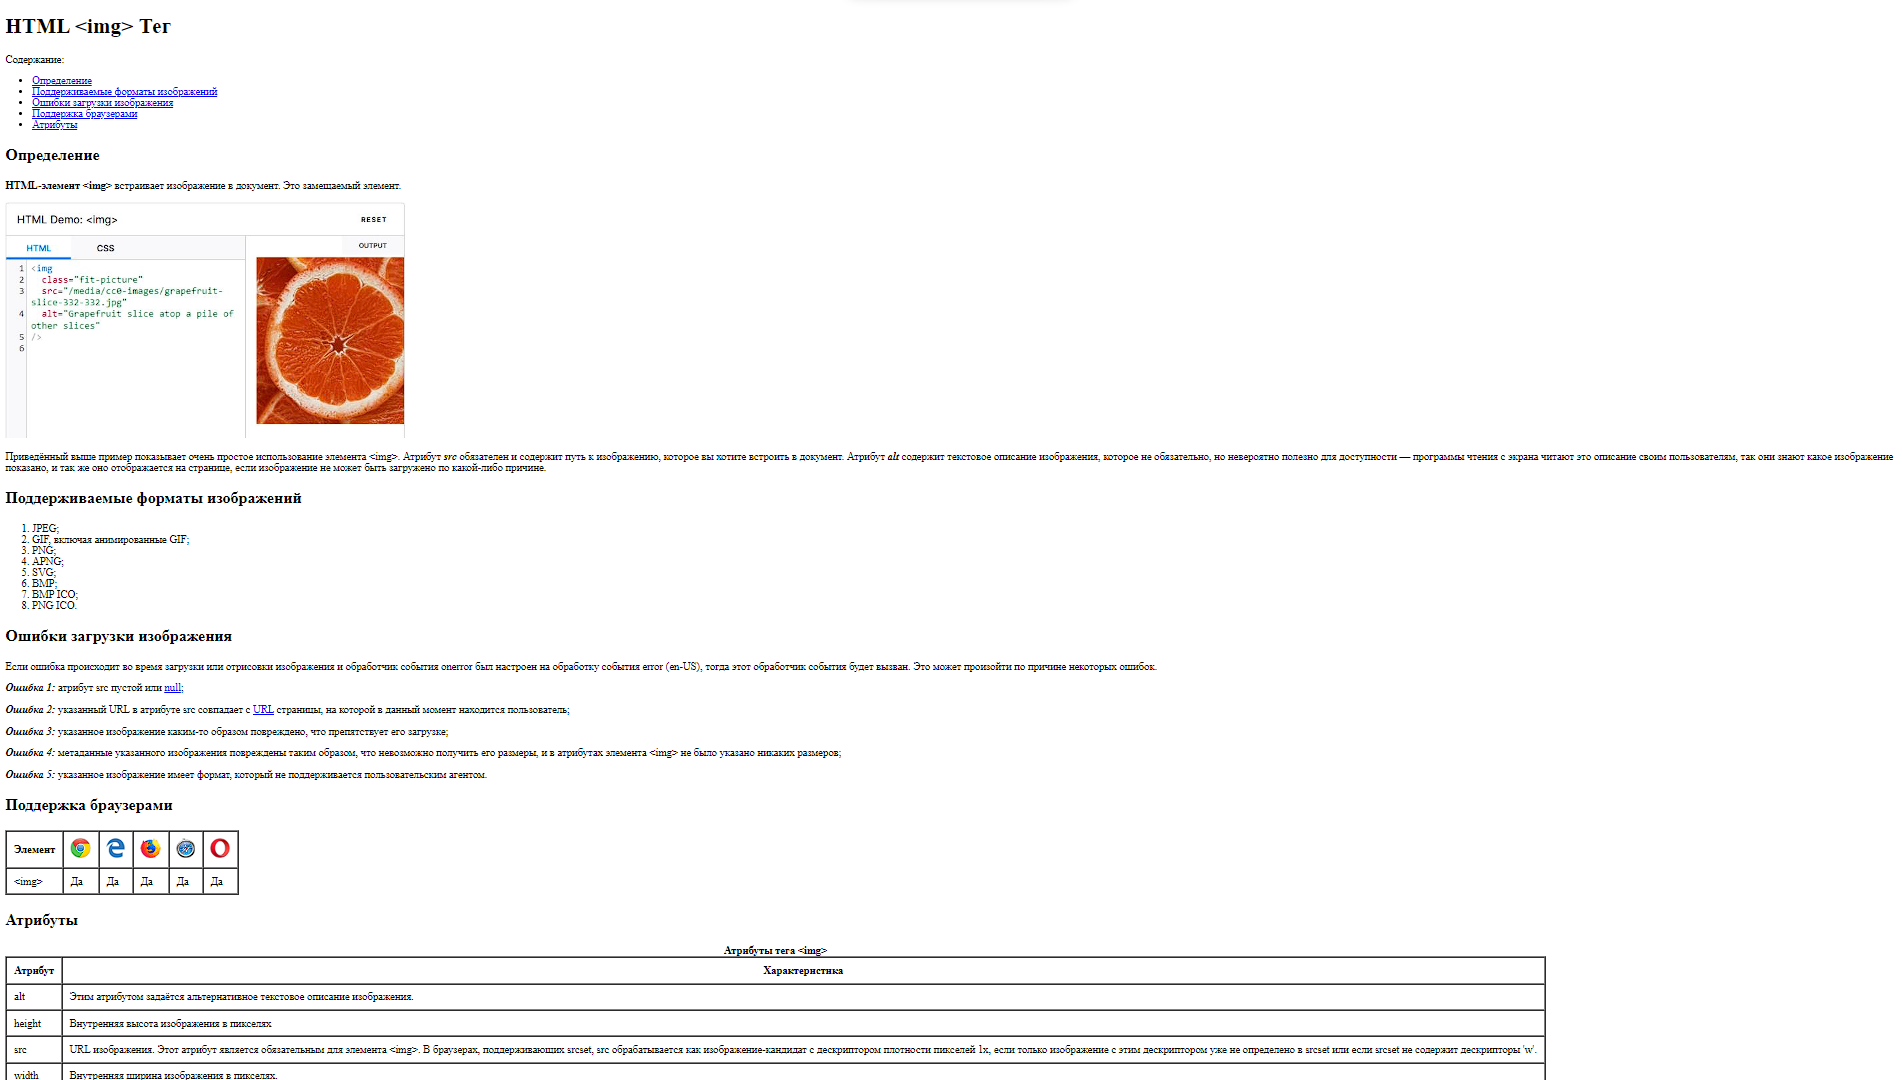 HTML <img> Тег
Содержание:
Определение
Поддерживаемые форматы изображений
Ошибки загрузки изображения
Поддержка браузерами
Атрибуты
Определение
HTML-элемент <img> встраивает изображение в документ. Это замещаемый элемент.
HTML Demo: <img>
RESET
HTML
CSS
OUTPUT
1 <img
2 class="fit-picture"
3 src="/media/cc0-images/grapefruit-
slice-332-332.jpg"
4 alt="Grapefruit slice atop a pile of
other slices"
5 />
6
Приведённый выше пример показывает очень простое использование элемента <img>. Атрибут src обязателен и содержит путь к изображению, которое вы хотите встроить в документ. Атрибут alt содержит текстовое описание изображения, которое не обязательно, но невероятно полезно для доступности — программы чтения с экрана читают это описание своим пользователям, так они знают какое изображение
показано, и так же оно отображается на странице, если изображение не может быть загружено по какой-либо причине.
Поддерживаемые форматы изображений
1. JPEG;
2. GIF, включая анимированные GIF;
3. PNG;
4. APNG;
5. SVG;
6. BMP;
7. BMP ICO;
8. PNG ICO.
Ошибки загрузки изображения
Если ошибка происходит во время загрузки или отрисовки изображения и обработчик события onerror был настроен на обработку события error (en-US), тогда этот обработчик события будет вызван. Это может произойти по причине некоторых ошибок.
Ошибка 1: атрибут src пустой или null;
Ошибка 2: указанный URL в атрибуте src совпадает с URL страницы, на которой в данный момент находится пользователь;
Ошибка 3: указанное изображение каким-то образом повреждено, что препятствует его загрузке;
Ошибка 4: метаданные указанного изображения повреждены таким образом, что невозможно получить его размеры, и в атрибутах элемента <img> не было указано никаких размеров;
Ошибка 5: указанное изображение имеет формат, который не поддерживается пользовательским агентом.
Поддержка браузерами
Элемент
<img> Да Да Да Да Да
Атрибуты
Атрибуты тега <img>
Атрибут Характеристика
alt Этим атрибутом задаётся альтернативное текстовое описание изображения.
height Внутренняя высота изображения в пикселях
src URL изображения. Этот атрибут является обязательным для элемента <img>. В браузерах, поддерживающих srcset, src обрабатывается как изображение-кандидат с дескриптором плотности пикселей 1x, если только изображение с этим дескриптором уже не определено в srcset или если srcset не содержит дескрипторы 'w'.
width Внутренняя ширина изображения в пикселях.